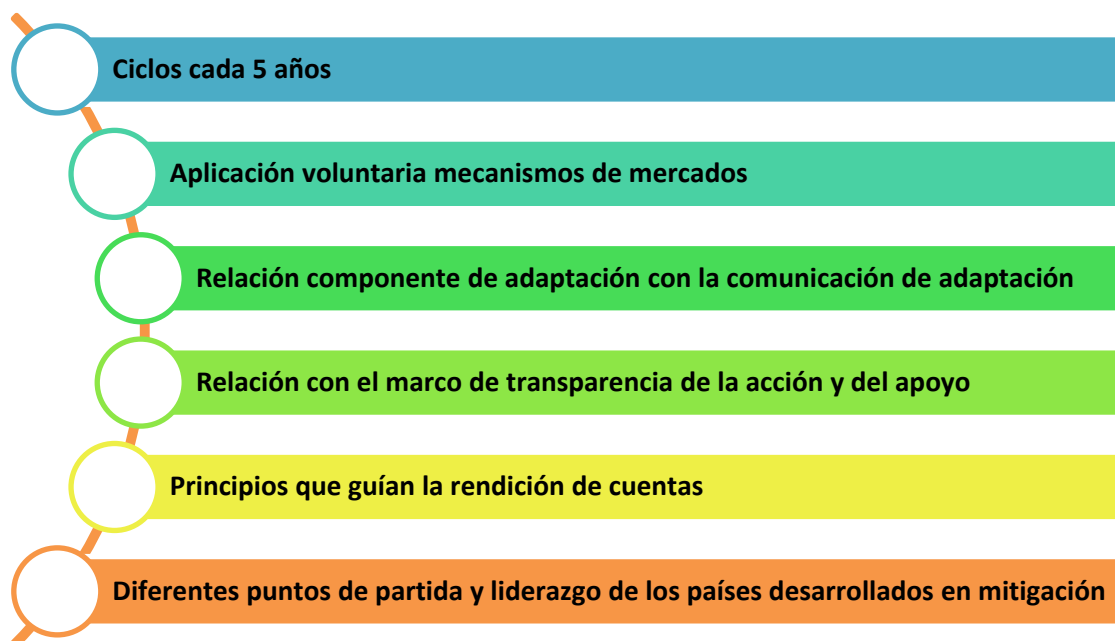 Ciclos cada 5 años
Aplicación voluntaria mecanismos de mercados
Relación componente de adaptación con la comunicación de adaptación
Relación con el marco de transparencia de la acción y del apoyo
Principios que guían la rendición de cuentas
Diferentes puntos de partida y liderazgo de los países desarrollados en mitigación